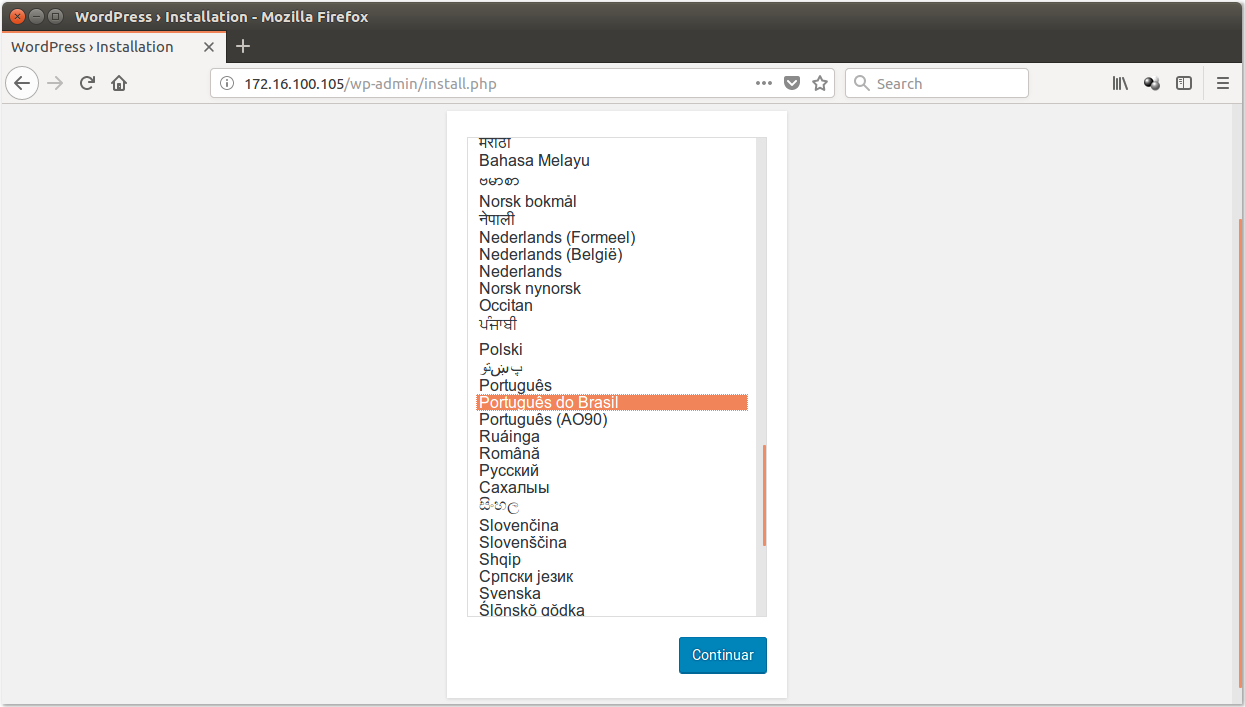 WordPress › Installation - Mozilla Firefox
WordPress › Installation
172.16.100.105/wp-admin/install.php
Search
मराठी
Bahasa Melayu
ဗမာစာ
Norsk bokmål
नेपाली
Nederlands (Formeel)
Nederlands (België)
Nederlands
Norsk nynorsk
Occitan
ਪੰਜਾਬੀ
Polski
پښتو
Português
Português do Brasil
Português (AO90)
Ruáinga
Română
Русский
Сахалыы
සිංහල
Slovenčina
Slovenščina
Shqip
Српски језик
Svenska
Ślōnskŏ gŏdka
Continuar